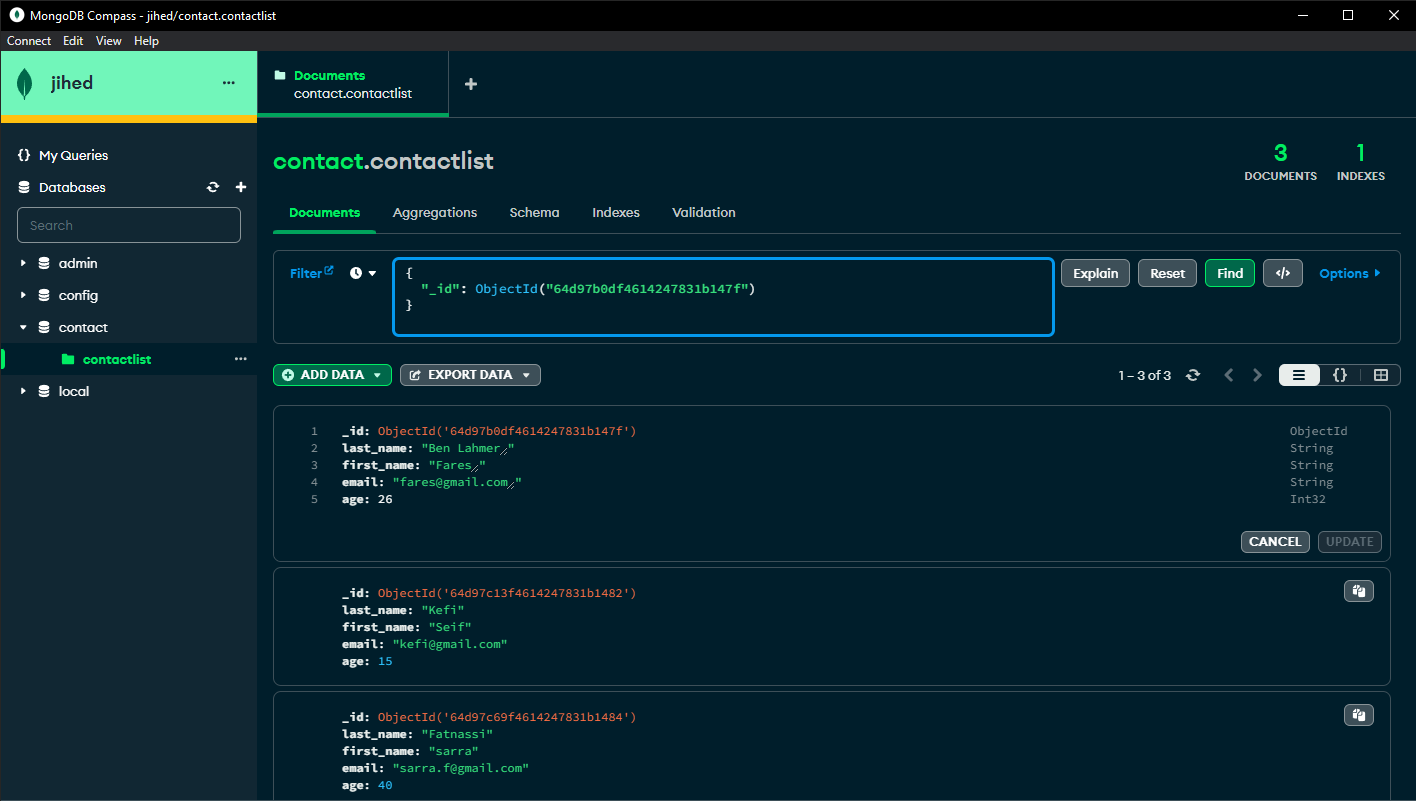 MongoDB Compass - jihed/contact.contactlist
Connect Edit View Help
jihed
Documents
contact.contactlist
My Queries
Databases
Search
admin
config
contact
contactlist
local
contact.contactlist
3
DOCUMENTS
1
INDEXES
Documents Aggregations Schema Indexes Validation
Filter
{
"_id": ObjectId("64d97b0df4614247831b147f")
}
Explain Reset Find </> Options
ADD DATA EXPORT DATA
1 – 3 of 3
{}
1 _id: ObjectId('64d97b0df4614247831b147f') ObjectId
2 last_name: "Ben Lahmer" String
3 first_name: "Fares" String
4 email: "fares@gmail.com" String
5 age: 26 Int32
CANCEL UPDATE
_id: ObjectId('64d97c13f4614247831b1482')
last_name: "Kefi"
first_name: "Seif"
email: "kefi@gmail.com"
age: 15
_id: ObjectId('64d97c69f4614247831b1484')
last_name: "Fatnassi"
first_name: "sarra"
email: "sarra.f@gmail.com"
age: 40